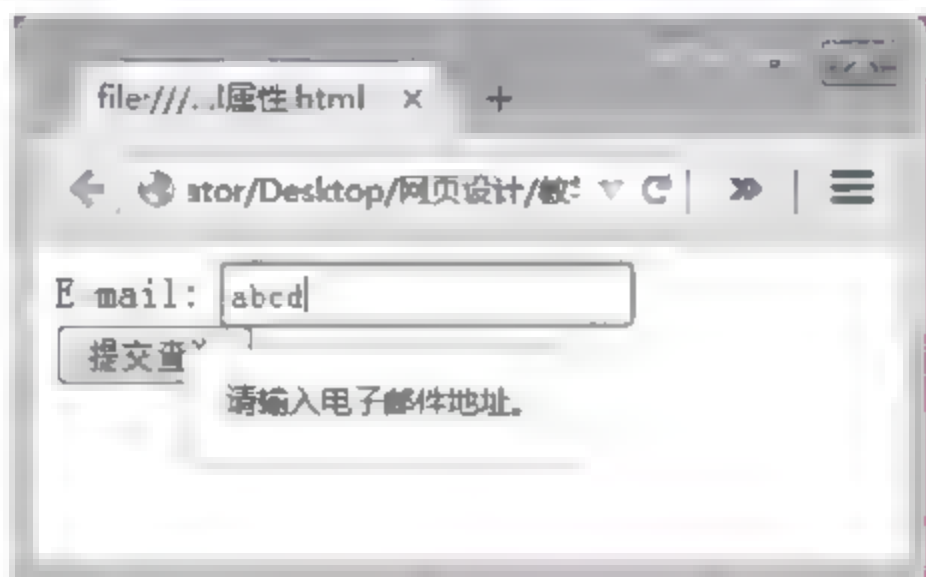 file:///...l属性 html × +
ator/Desktop/网页设计/教
E mail: abcd
提交查
请输入电子邮件地址。